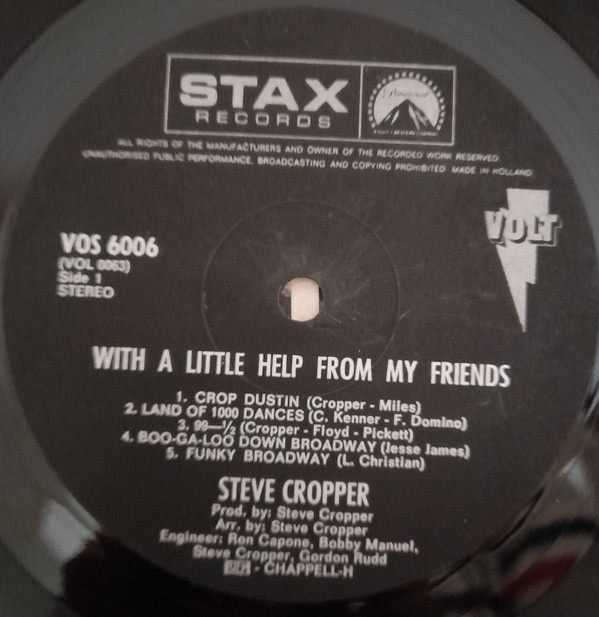 STAX
RECORDS
Paramount
ALL RIGHTS OF THE MANUFACTURERS AND OWNER OF THE RECORDED WORK RESERVED
UNAUTHORISED PUBLIC PERFORMANCE, BROADCASTING AND COPYING PROHIBITED MADE IN HOLLAND.
VOLT
VOS 6006
(VOL 0063)
Side 1
STEREO
WITH A LITTLE HELP FROM MY FRIENDS
1. CROP DUSTIN (Cropper - Miles)
2. LAND OF 1000 DANCES (C. Kenner - F. Domino)
3. 99—½ (Cropper - Floyd - Pickett)
4. BOO-GA-LOO DOWN BROADWAY (Jesse James)
5. FUNKY BROADWAY (L. Christian)
STEVE CROPPER
Prod. by: Steve Cropper
Arr. by: Steve Cropper
Engineer: Ron Capone, Bobby Manuel,
Steve Cropper, Gordon Rudd
- CHAPPELL-H